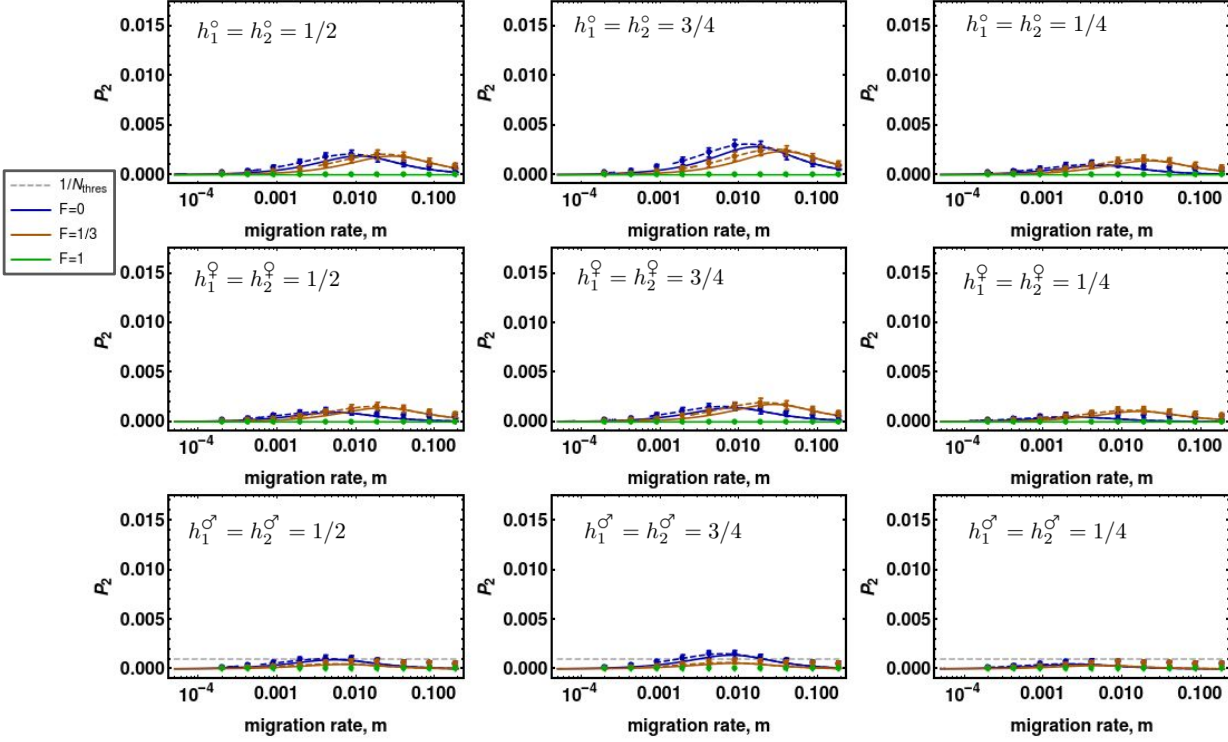 h₁° = h₂° = 1/2
0.015
0.010
0.005
0.000
P₂
10⁻⁴ 0.001 0.010 0.100
migration rate, m
h₁° = h₂° = 3/4
0.015
0.010
0.005
0.000
P₂
10⁻⁴ 0.001 0.010 0.100
migration rate, m
h₁° = h₂° = 1/4
0.015
0.010
0.005
0.000
P₂
10⁻⁴ 0.001 0.010 0.100
migration rate, m
1/N_thres
F=0
F=1/3
F=1
h₁♀ = h₂♀ = 1/2
0.015
0.010
0.005
0.000
P₂
10⁻⁴ 0.001 0.010 0.100
migration rate, m
h₁♀ = h₂♀ = 3/4
0.015
0.010
0.005
0.000
P₂
10⁻⁴ 0.001 0.010 0.100
migration rate, m
h₁♀ = h₂♀ = 1/4
0.015
0.010
0.005
0.000
P₂
10⁻⁴ 0.001 0.010 0.100
migration rate, m
h₁♂ = h₂♂ = 1/2
0.015
0.010
0.005
0.000
P₂
10⁻⁴ 0.001 0.010 0.100
migration rate, m
h₁♂ = h₂♂ = 3/4
0.015
0.010
0.005
0.000
P₂
10⁻⁴ 0.001 0.010 0.100
migration rate, m
h₁♂ = h₂♂ = 1/4
0.015
0.010
0.005
0.000
P₂
10⁻⁴ 0.001 0.010 0.100
migration rate, m